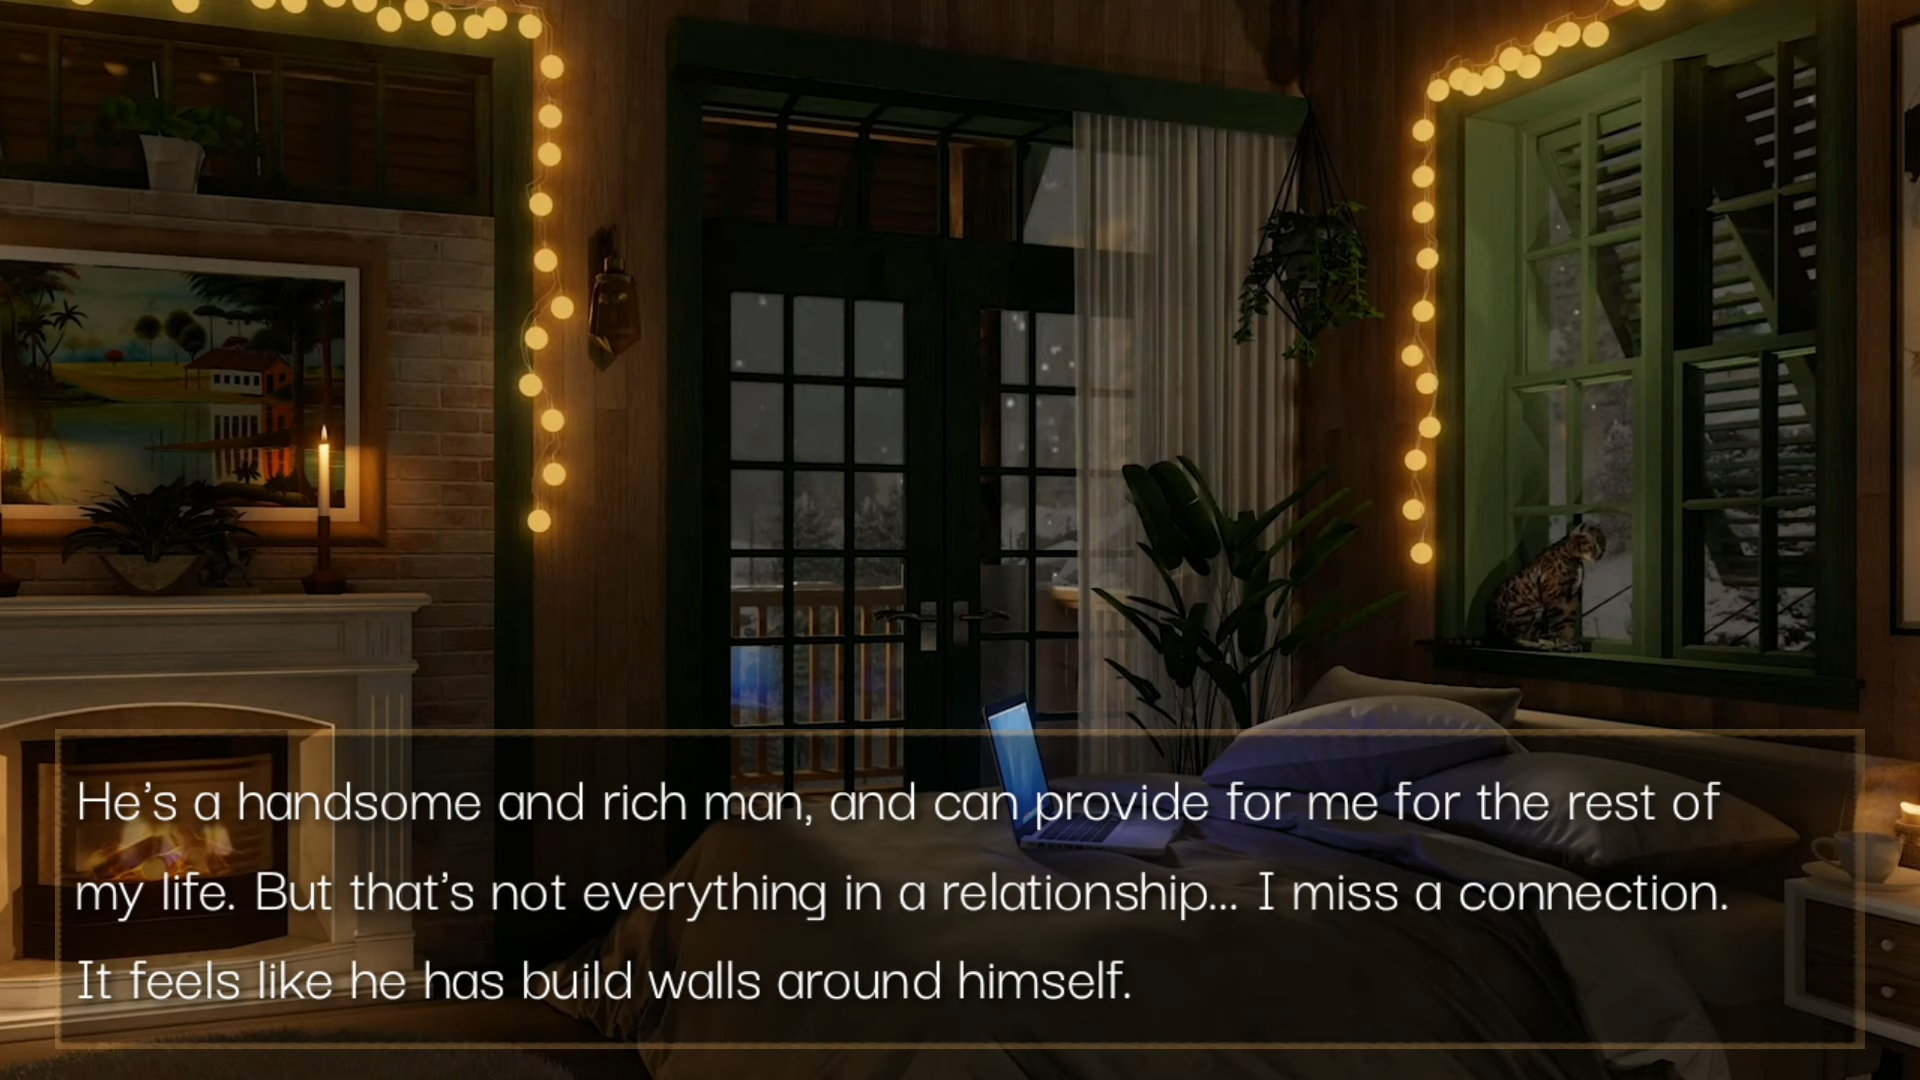 He's a handsome and rich man, and can provide for me for the rest of
my life. But that's not everything in a relationship... I miss a connection.
It feels like he has build walls around himself.